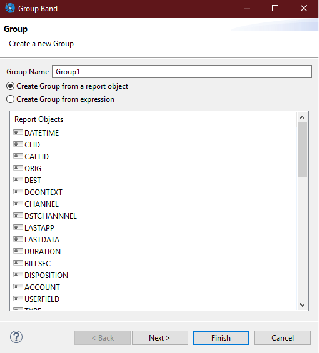 Group Band
Group
Create a new Group
Group Name Group1
Create Group from a report object
Create Group from expression
Report Objects
DATETIME
CLID
CALLID
ORIG
DEST
DCONTEXT
CHANNEL
DSTCHANNNEL
LASTAPP
LASTDATA
DURATION
BILLSEC
DISPOSITION
ACCOUNT
USERFIELD
< Back Next > Finish Cancel